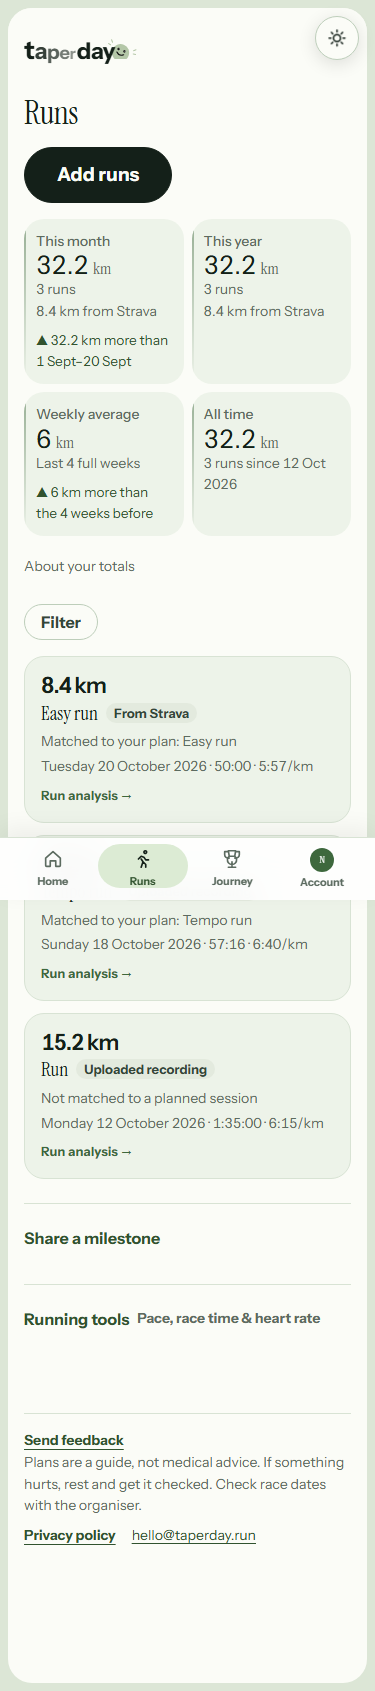 taperday
Runs
Add runs
This month
32.2 km
3 runs
8.4 km from Strava
▲ 32.2 km more than
1 Sept–20 Sept
This year
32.2 km
3 runs
8.4 km from Strava
Weekly average
6 km
Last 4 full weeks
▲ 6 km more than
the 4 weeks before
All time
32.2 km
3 runs since 12 Oct
2026
About your totals
Filter
8.4 km
Easy run From Strava
Matched to your plan: Easy run
Tuesday 20 October 2026 · 50:00 · 5:57/km
Run analysis →
Home
Runs
Journey
N
Account
Matched to your plan: Tempo run
Sunday 18 October 2026 · 57:16 · 6:40/km
Run analysis →
15.2 km
Run Uploaded recording
Not matched to a planned session
Monday 12 October 2026 · 1:35:00 · 6:15/km
Run analysis →
Share a milestone
Running tools Pace, race time & heart rate
Send feedback
Plans are a guide, not medical advice. If something
hurts, rest and get it checked. Check race dates
with the organiser.
Privacy policy hello@taperday.run